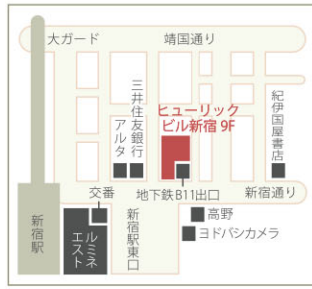 大ガード
靖国通り
三井住友銀行
アルタ
ヒューリック
ビル新宿 9F
紀伊国屋書店
交番
地下鉄B11出口
新宿通り
新宿駅
ルミネ
エスト
新宿駅東口
高野
ヨドバシカメラ